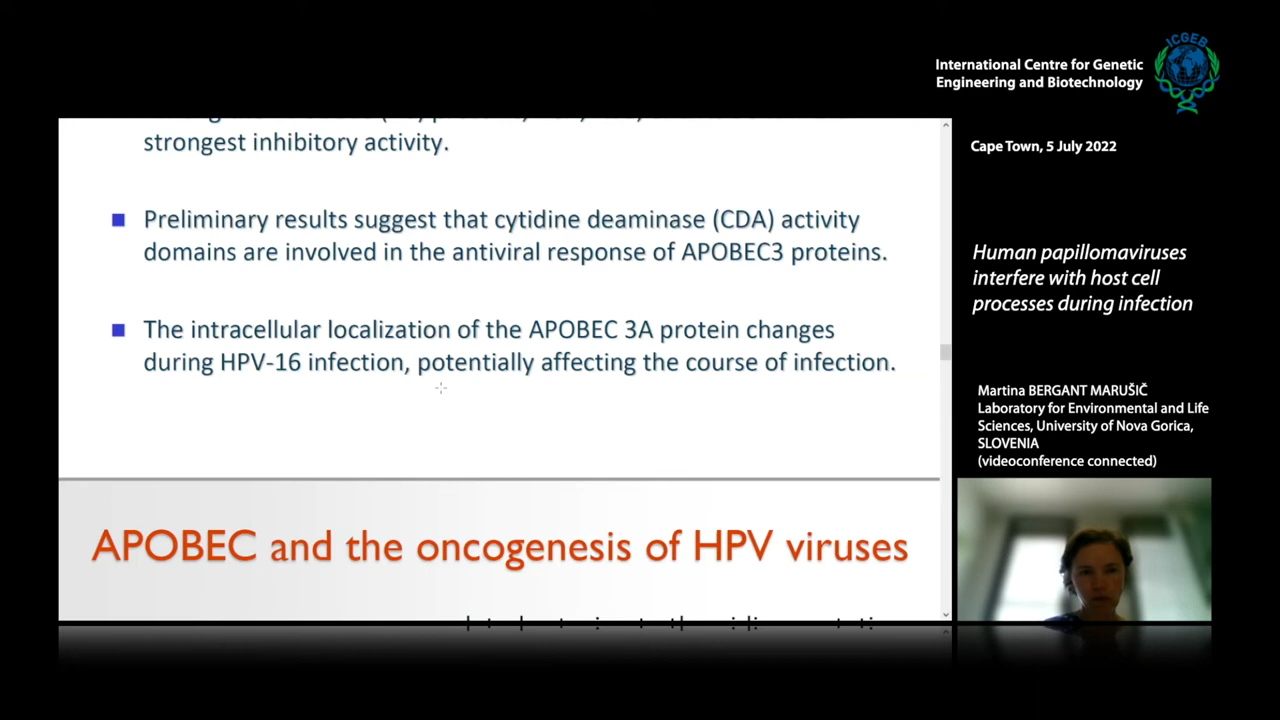 International Centre for Genetic
Engineering and Biotechnology
ICGEB
Cape Town, 5 July 2022
Human papillomaviruses
interfere with host cell
processes during infection
Martina BERGANT MARUŠIČ
Laboratory for Environmental and Life
Sciences, University of Nova Gorica,
SLOVENIA
(videoconference connected)
strongest inhibitory activity.
■ Preliminary results suggest that cytidine deaminase (CDA) activity
domains are involved in the antiviral response of APOBEC3 proteins.
■ The intracellular localization of the APOBEC 3A protein changes
during HPV-16 infection, potentially affecting the course of infection.
APOBEC and the oncogenesis of HPV viruses